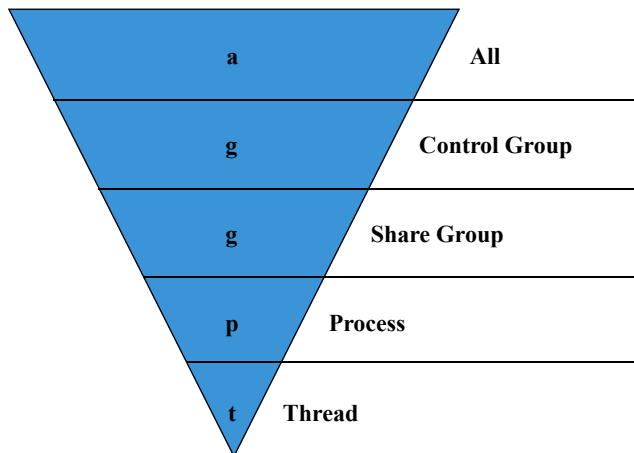 a All
g Control Group
g Share Group
p Process
t Thread